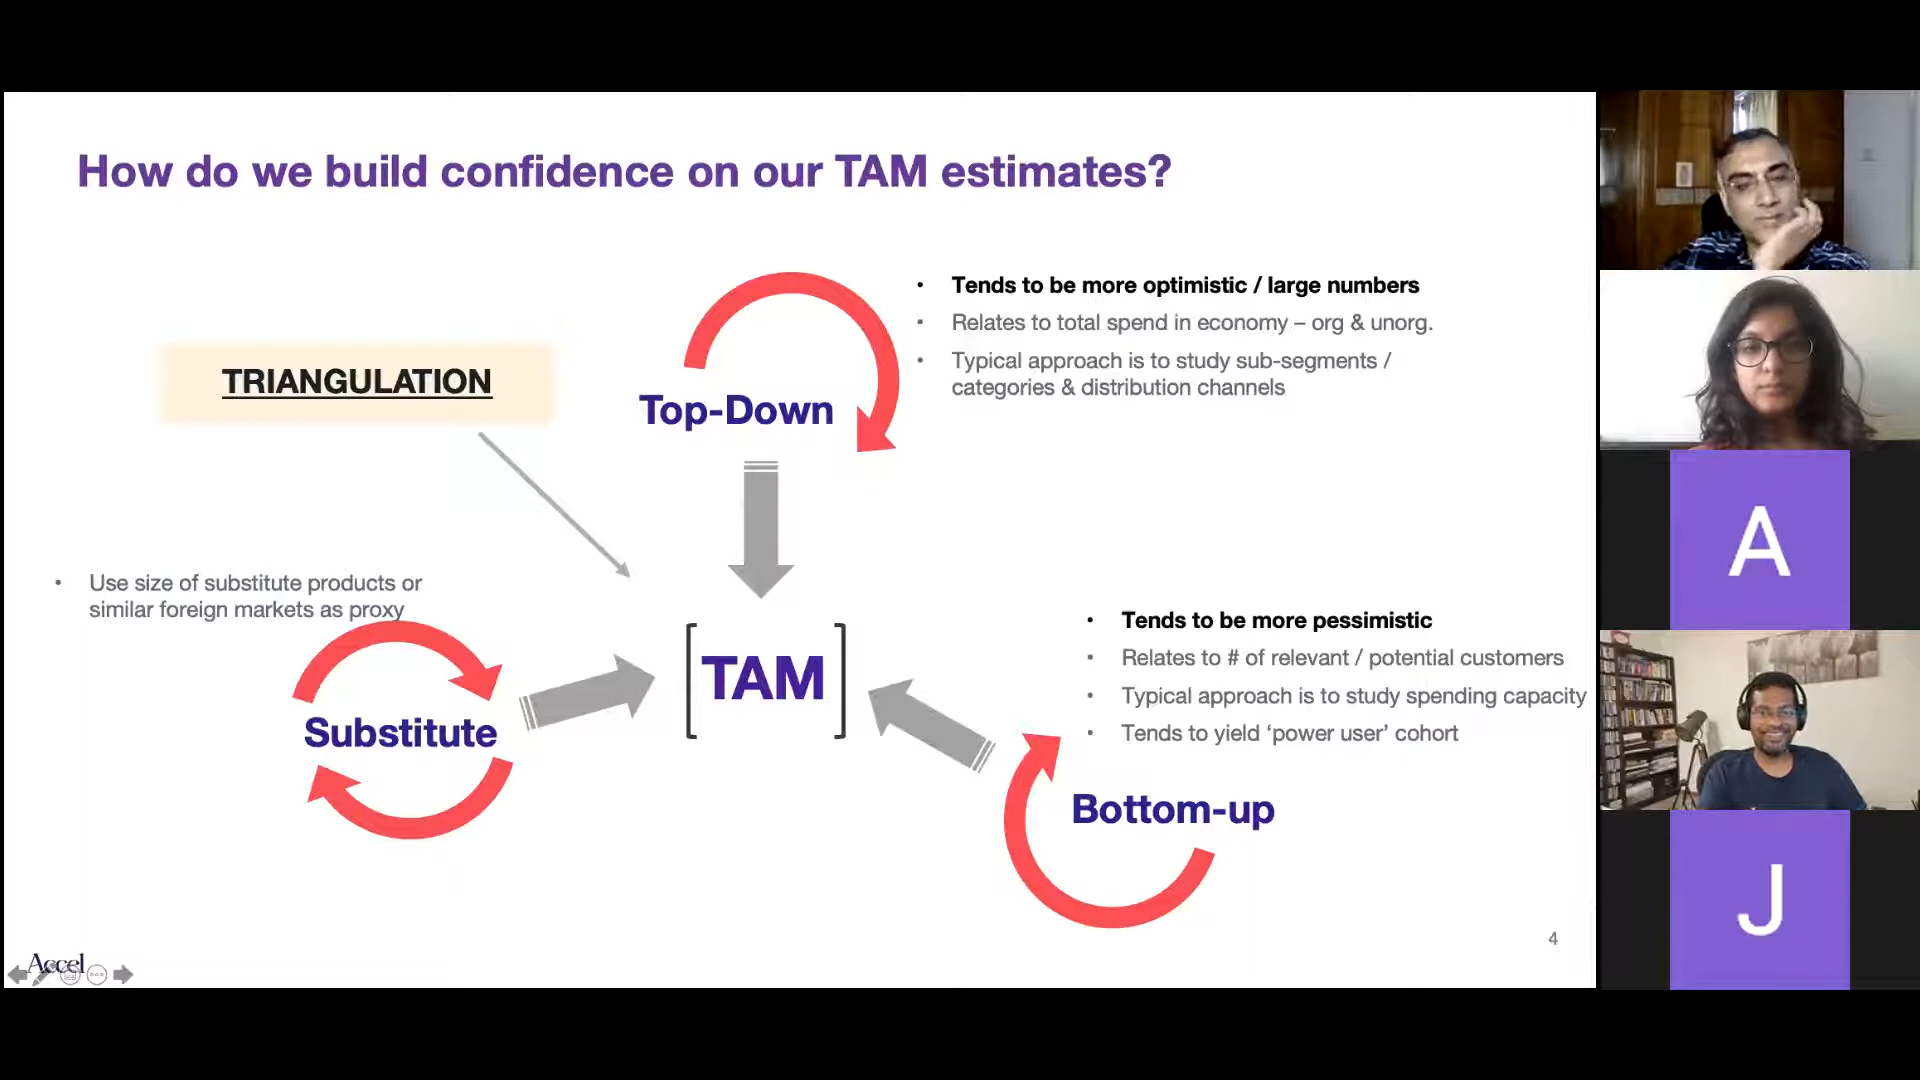 How do we build confidence on our TAM estimates?
• Tends to be more optimistic / large numbers
• Relates to total spend in economy – org & unorg.
• Typical approach is to study sub-segments /
categories & distribution channels
TRIANGULATION
Top-Down
• Use size of substitute products or
similar foreign markets as proxy
Substitute
[TAM]
• Tends to be more pessimistic
• Relates to # of relevant / potential customers
• Typical approach is to study spending capacity
• Tends to yield ‘power user’ cohort
Bottom-up
4
Accel
A
J